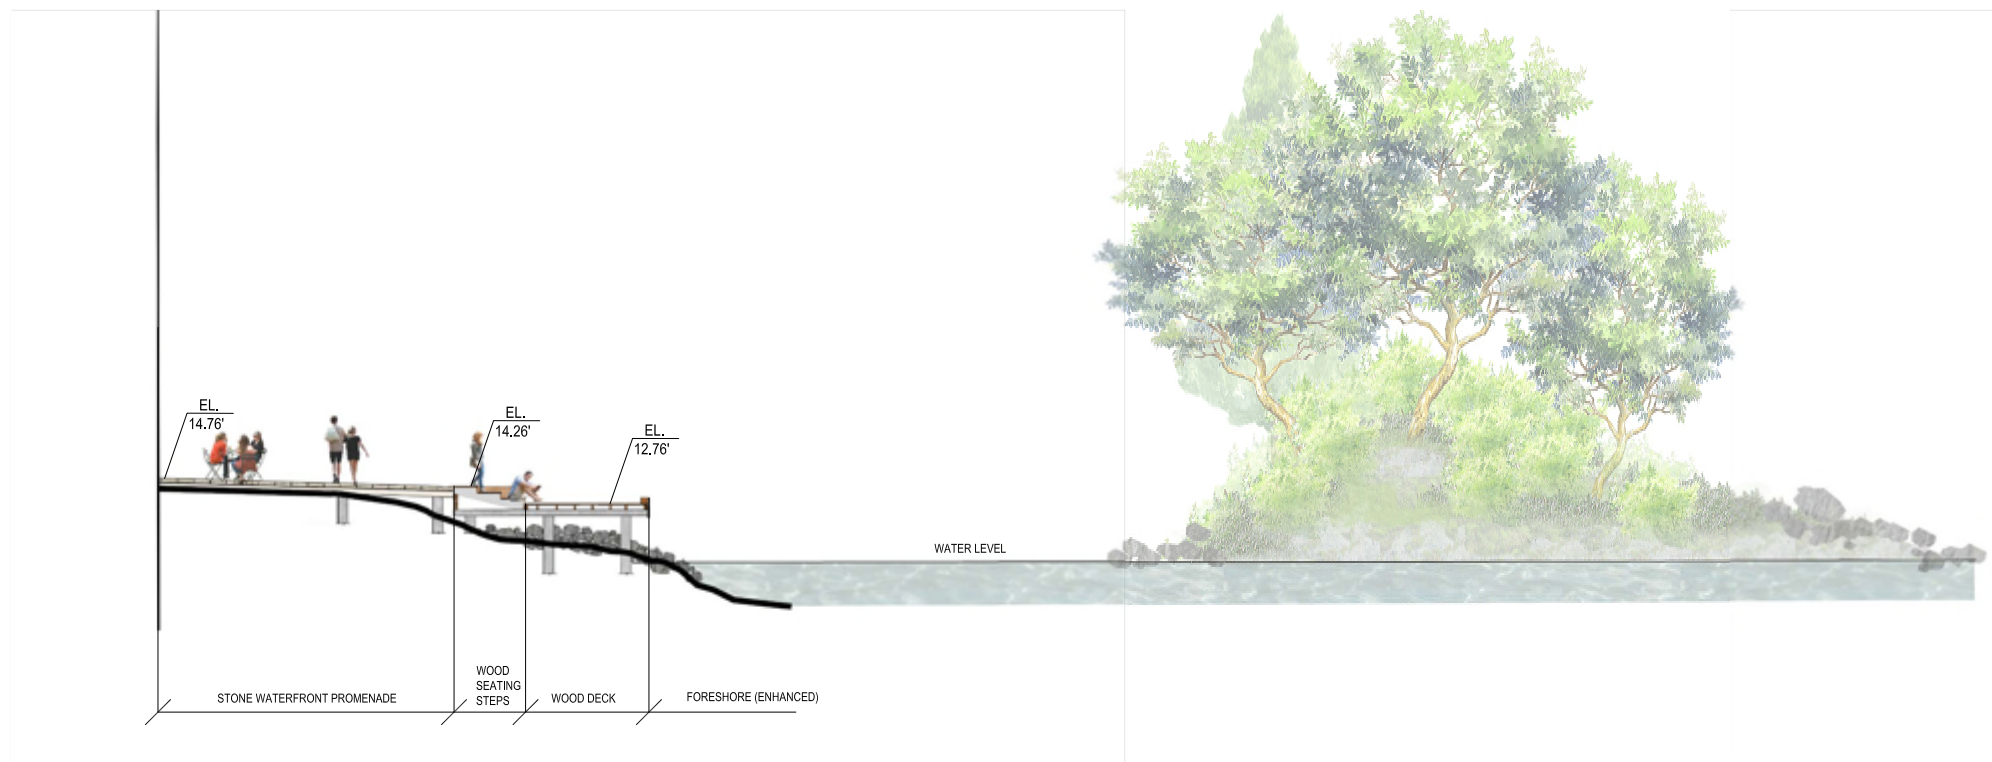 EL.
14.76'
EL.
14.26'
EL.
12.76'
WATER LEVEL
STONE WATERFRONT PROMENADE
WOOD
SEATING
STEPS
WOOD DECK
FORESHORE (ENHANCED)